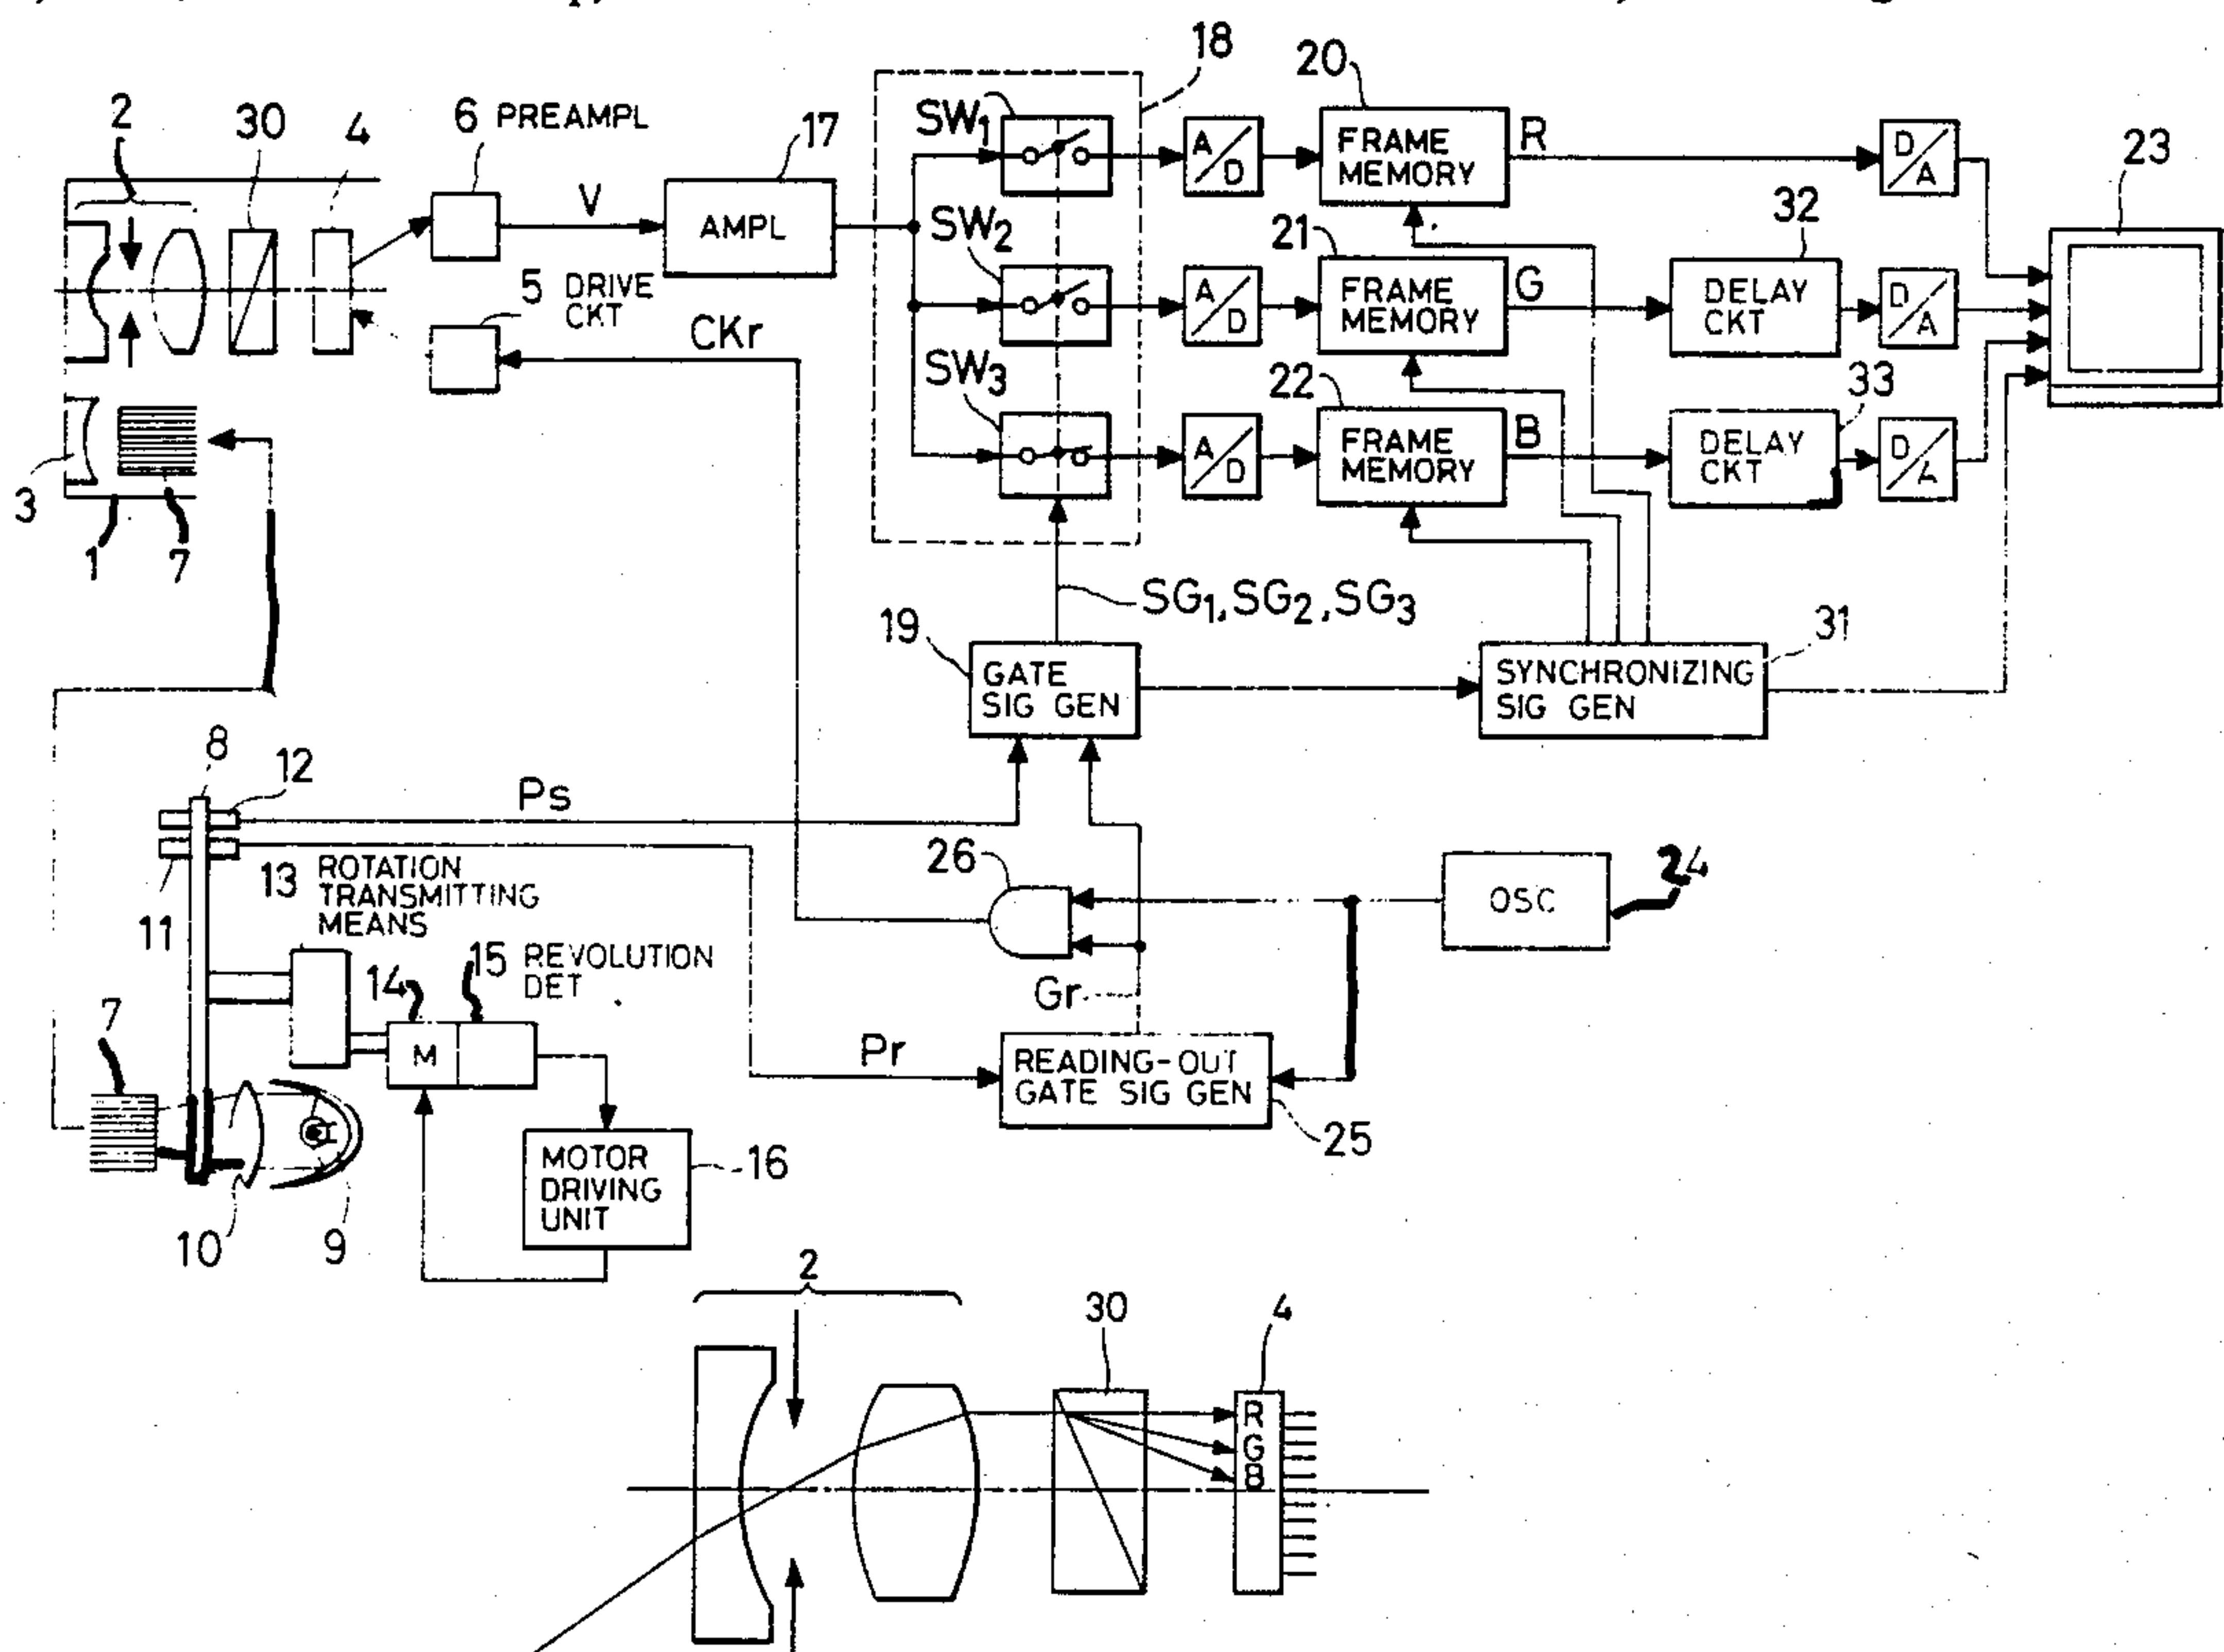 18
20
2
30
4
6 PREAMPL
17
SW1
A/D
FRAME MEMORY
R
D/A
23
V
AMPL
SW2
21
32
5 DRIVE CKT
CKr
A/D
FRAME MEMORY
G
DELAY CKT
D/A
SW3
22
33
3
1
7
A/D
FRAME MEMORY
B
DELAY CKT
D/A
SG1, SG2, SG3
19
31
GATE SIG GEN
SYNCHRONIZING SIG GEN
8
12
Ps
26
24
13 ROTATION TRANSMITTING MEANS
OSC
11
14
15 REVOLUTION DET
Gr
7
M
Pr
READING-OUT GATE SIG GEN
25
MOTOR DRIVING UNIT
16
10
9
2
30
4
R
G
B